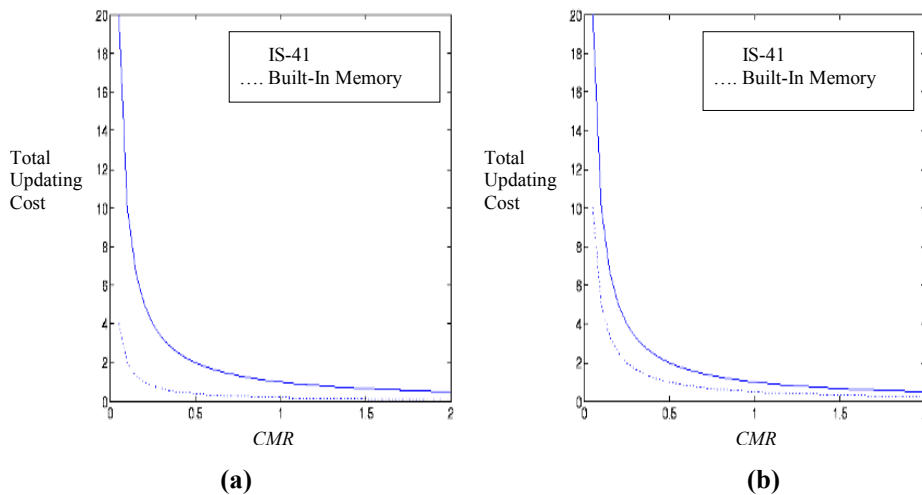 20
18
16
14
12
10
8
6
4
2
0
Total
Updating
Cost
IS-41
.... Built-In Memory
0 0.5 1 1.5 2
CMR
(a)
20
18
16
14
12
10
8
6
4
2
0
Total
Updating
Cost
IS-41
.... Built-In Memory
0 0.5 1 1.5
CMR
(b)